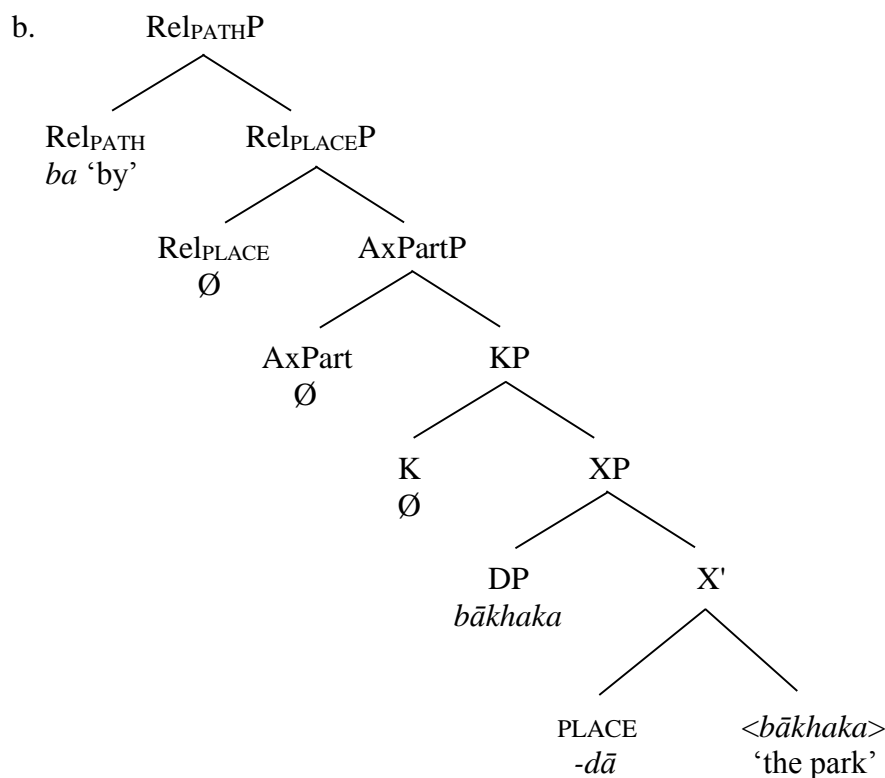 b. RelPATHP
RelPATH RelPLACEP
ba ‘by’
RelPLACE AxPartP
Ø
AxPart KP
Ø
K XP
Ø
DP X'
bākhaka
PLACE <bākhaka>
-dā ‘the park’